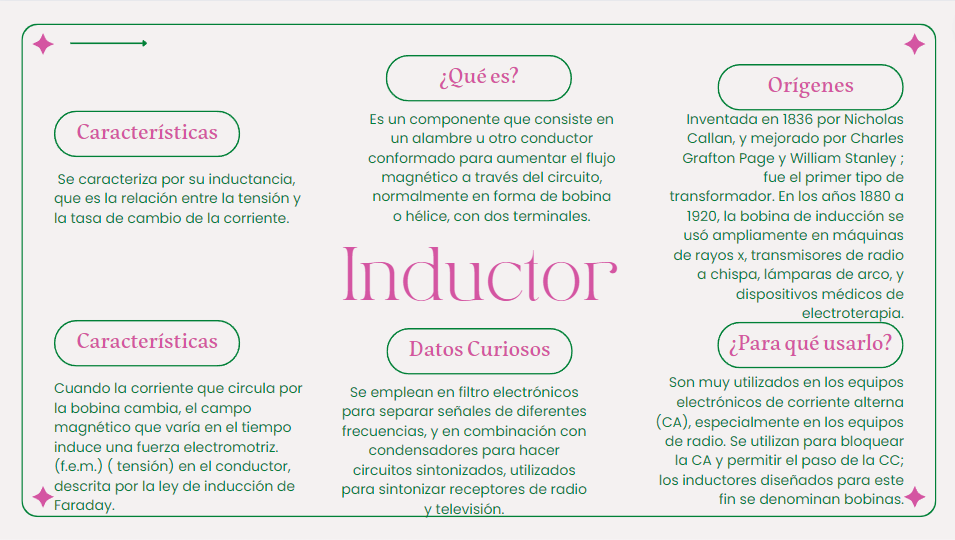 ¿Qué es?
Es un componente que consiste en
un alambre u otro conductor
conformado para aumentar el flujo
magnético a través del circuito,
normalmente en forma de bobina
o hélice, con dos terminales.
Orígenes
Inventada en 1836 por Nicholas
Callan, y mejorado por Charles
Grafton Page y William Stanley ;
fue el primer tipo de
transformador. En los años 1880 a
1920, la bobina de inducción se
usó ampliamente en máquinas
de rayos x, transmisores de radio
a chispa, lámparas de arco, y
dispositivos médicos de
electroterapia.
Características
Se caracteriza por su inductancia,
que es la relación entre la tensión y
la tasa de cambio de la corriente.
Inductor
Características
Cuando la corriente que circula por
la bobina cambia, el campo
magnético que varía en el tiempo
induce una fuerza electromotriz.
(f.e.m.) ( tensión) en el conductor,
descrita por la ley de inducción de
Faraday.
Datos Curiosos
Se emplean en filtro electrónicos
para separar señales de diferentes
frecuencias, y en combinación con
condensadores para hacer
circuitos sintonizados, utilizados
para sintonizar receptores de radio
y televisión.
¿Para qué usarlo?
Son muy utilizados en los equipos
electrónicos de corriente alterna
(CA), especialmente en los equipos
de radio. Se utilizan para bloquear
la CA y permitir el paso de la CC;
los inductores diseñados para este
fin se denominan bobinas.